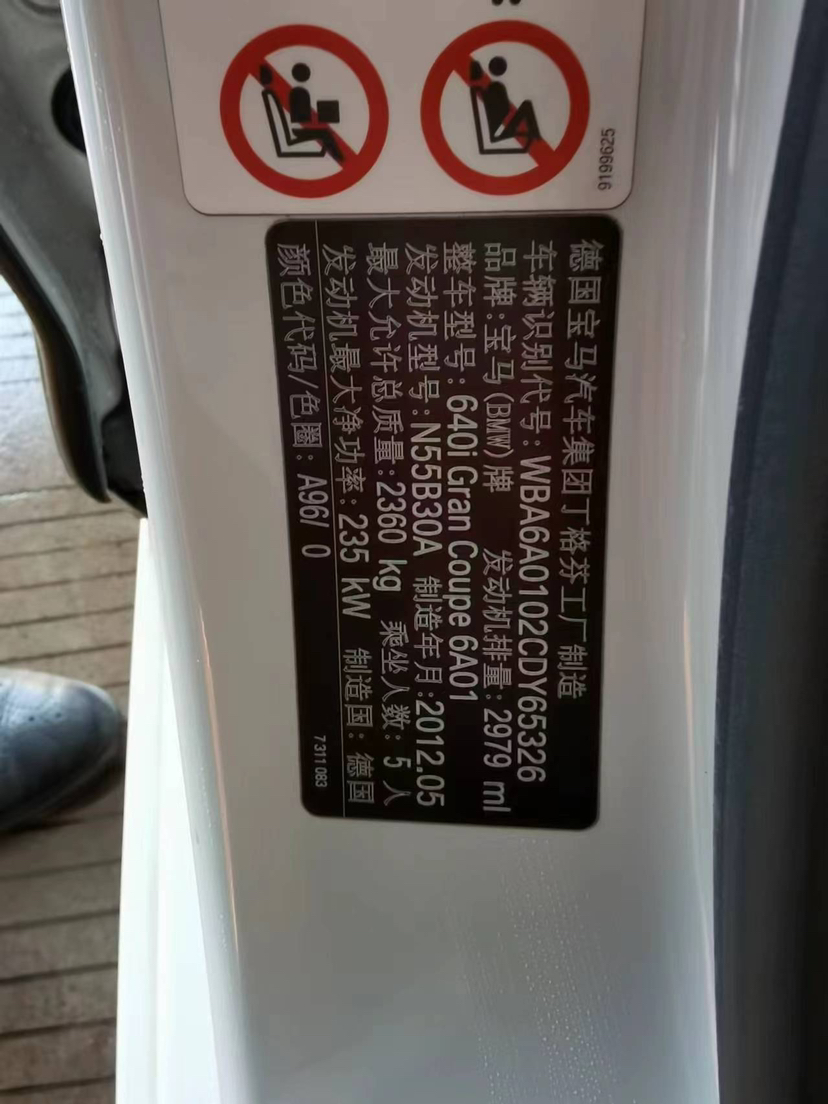 9199625
德国宝马汽车集团丁格芬工厂制造
车辆识别代号:WBA6A0102CDY65326
品牌:宝马(BMW)牌 发动机排量:2979 ml
整车型号:640i Gran Coupe 6A01
发动机型号:N55B30A 制造年月:2012.05
最大允许总质量:2360 kg 乘坐人数:5人
发动机最大净功率:235 kW 制造国:德国
颜色代码/色圈:A96/ 0
7311083